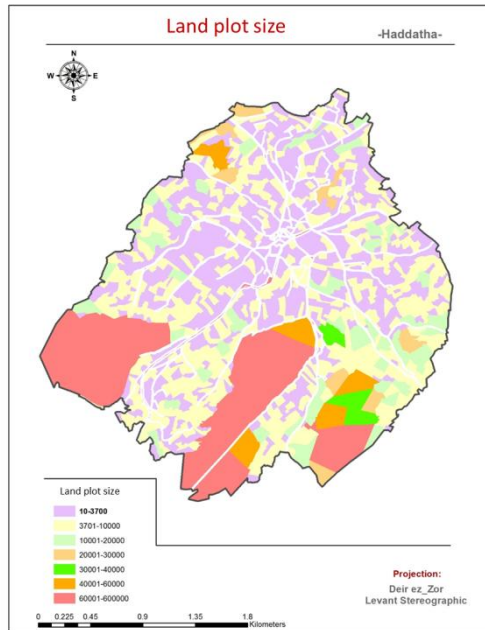 Land plot size
-Haddatha-
N
W E
S
Land plot size
10-3700
3701-10000
10001-20000
20001-30000
30001-40000
40001-60000
60001-600000
Projection:
Deir ez_Zor
Levant Stereographic
0 0.225 0.45 0.9 1.35 1.8
Kilometers